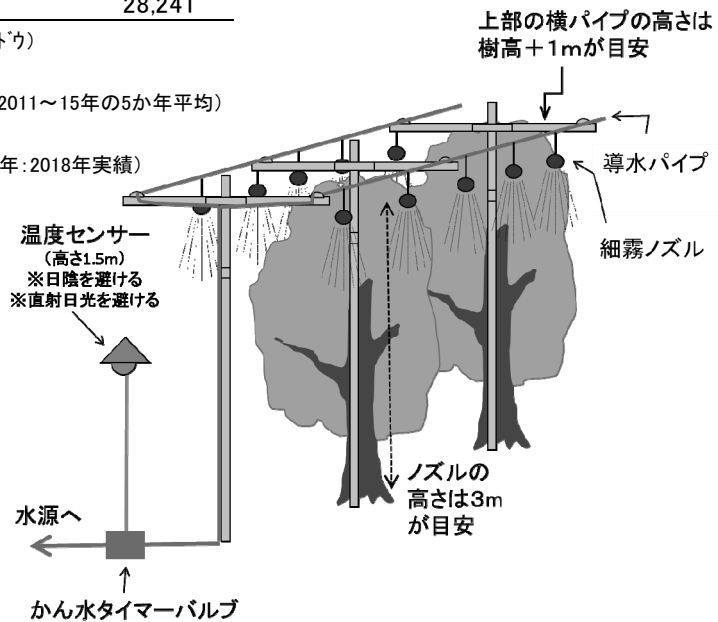 28,241
ﾄﾞｳ)
2011～15年の5か年平均)
年:2018年実績)
上部の横パイプの高さは
樹高＋1ｍが目安
導水パイプ
細霧ノズル
温度センサー
(高さ1.5m)
※日陰を避ける
※直射日光を避ける
ノズルの
高さは3ｍ
が目安
水源へ
かん水タイマーバルブ